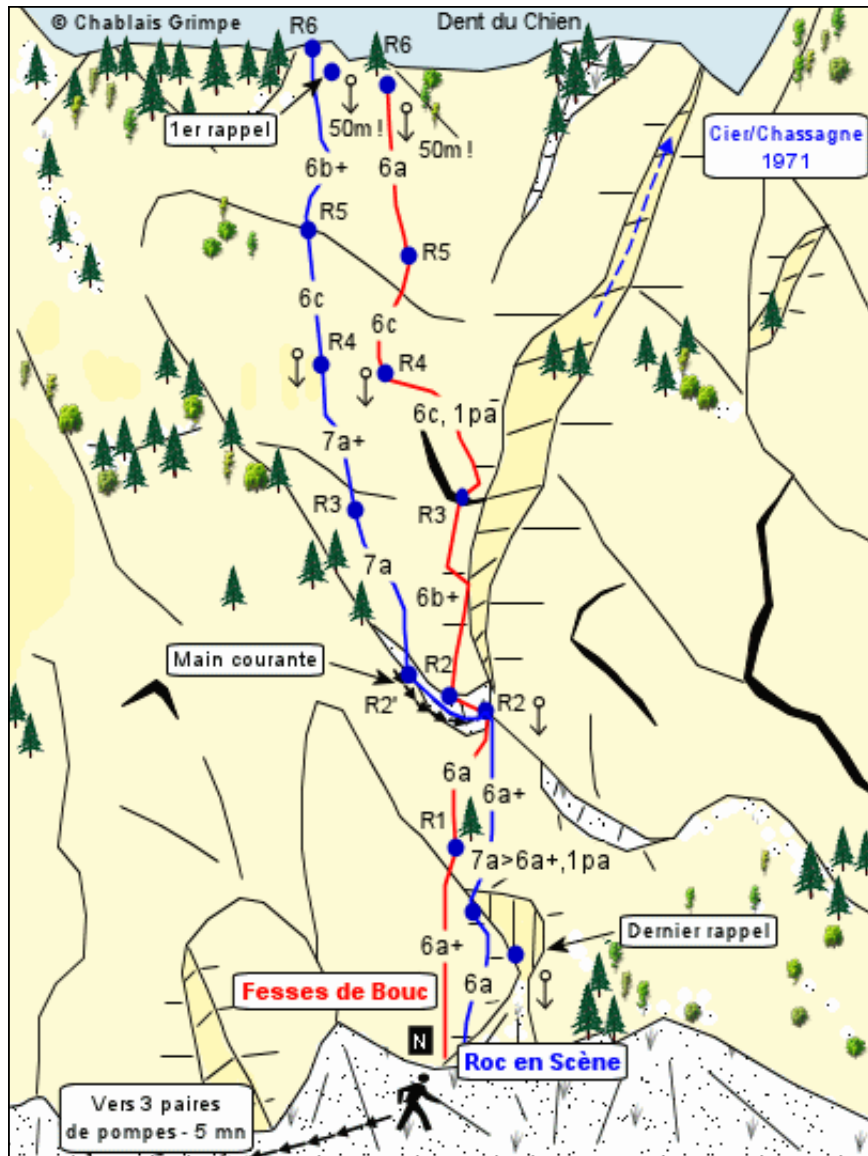 © Chablais Grimpe
Dent du Chien
R6
R6
1er rappel
50m !
50m !
Cier/Chassagne
1971
6b+
6a
R5
R5
6c
6c
R4
R4
7a+
6c, 1pa
R3
R3
7a
6b+
Main courante
R2
R2'
R2
6a
6a+
R1
7a>6a+,1pa
6a+
6a
Dernier rappel
Fesses de Bouc
N
Roc en Scène
Vers 3 paires
de pompes - 5 mn